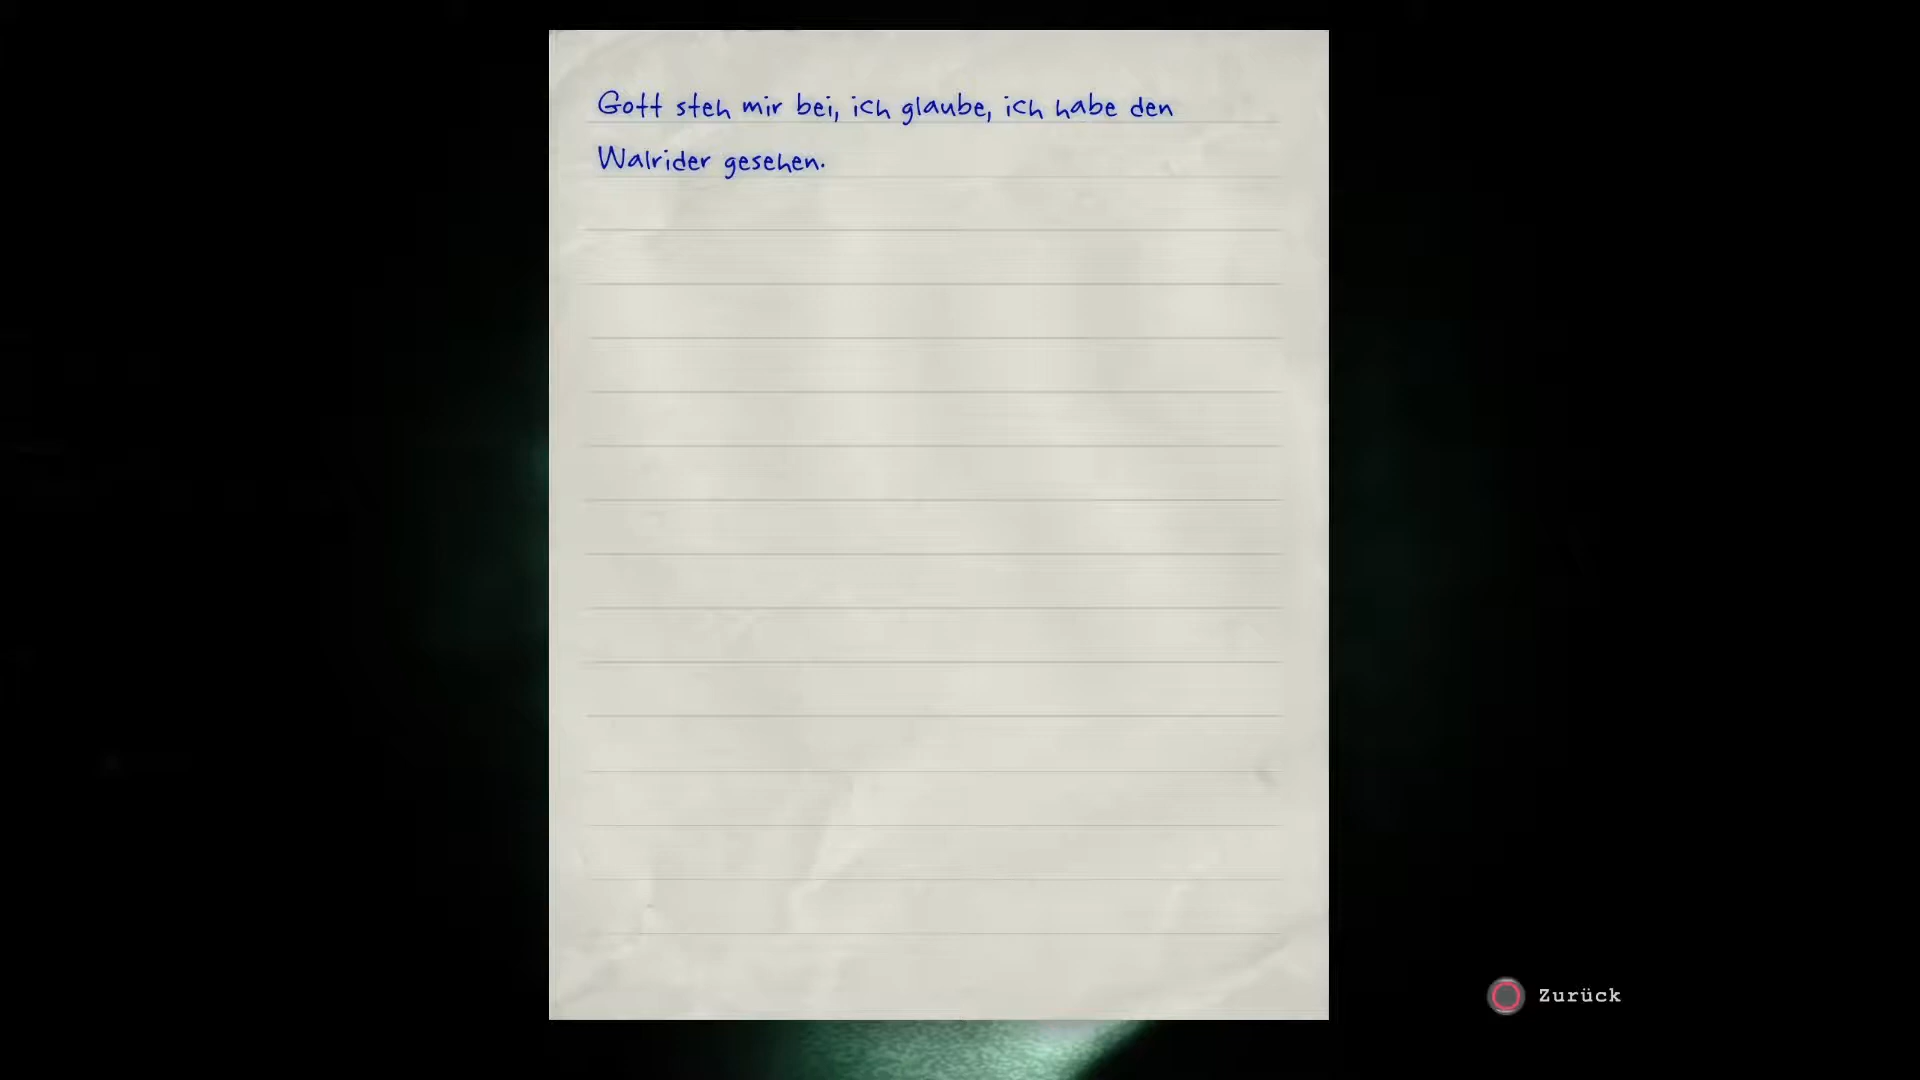 Gott steh mir bei, ich glaube, ich habe den
Walrider gesehen.
Zurück